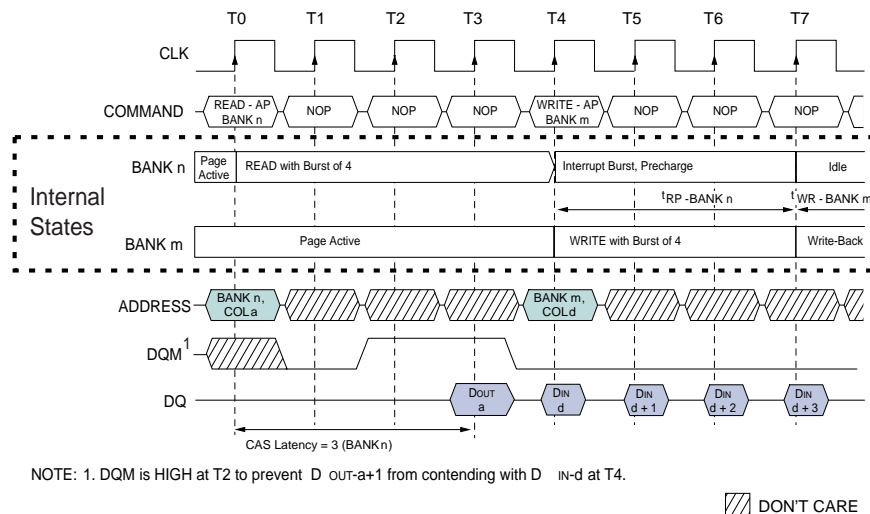 T0 T1 T2 T3 T4 T5 T6 T7
CLK
COMMAND
READ - AP
BANK n
NOP
NOP
NOP
WRITE - AP
BANK m
NOP
NOP
NOP
Internal
States
BANK n
Page
Active
READ with Burst of 4
Interrupt Burst, Precharge
Idle
tRP -BANK n
tWR - BANK m
BANK m
Page Active
WRITE with Burst of 4
Write-Back
ADDRESS
BANK n,
COL a
BANK m,
COL d
DQM1
DQ
DOUT
a
DIN
d
DIN
d + 1
DIN
d + 2
DIN
d + 3
CAS Latency = 3 (BANK n)
NOTE: 1. DQM is HIGH at T2 to prevent D OUT-a+1 from contending with D IN-d at T4.
DON'T CARE